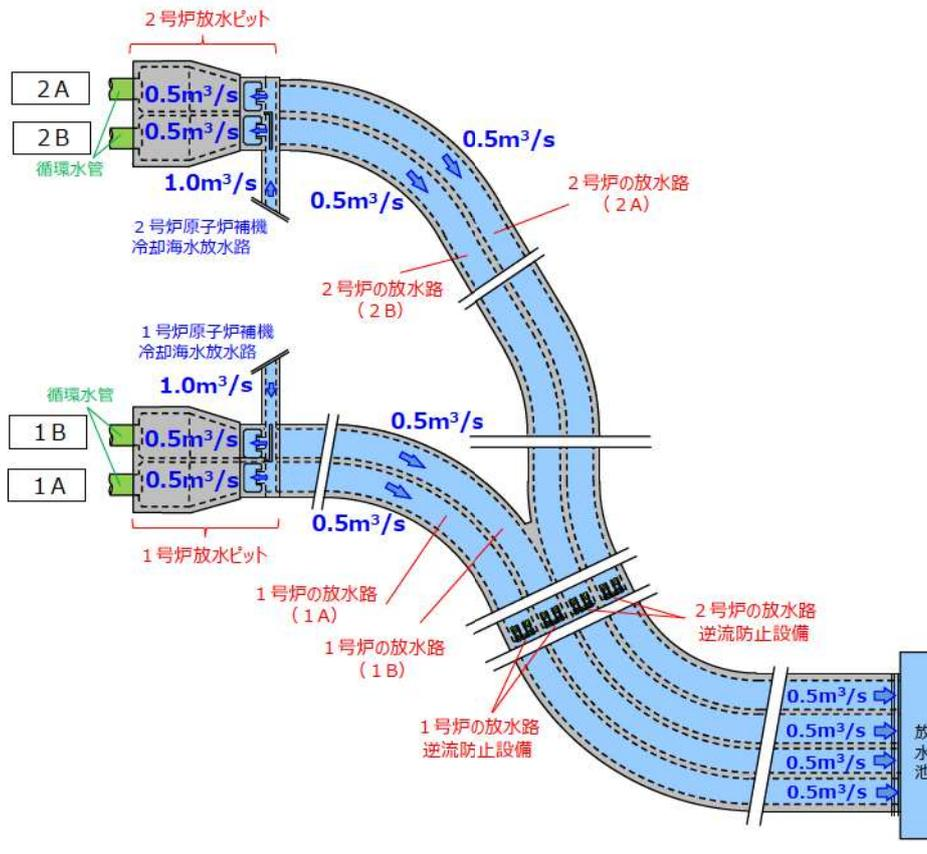 2号炉放水ピット
2A
0.5m³/s
2B
0.5m³/s
循環水管
1.0m³/s
0.5m³/s
0.5m³/s
2号炉の放水路
(2A)
2号炉原子炉補機
冷却海水放水路
2号炉の放水路
(2B)
1号炉原子炉補機
冷却海水放水路
1.0m³/s
循環水管
0.5m³/s
1B
0.5m³/s
1A
0.5m³/s
0.5m³/s
1号炉放水ピット
1号炉の放水路
(1A)
1号炉の放水路
(1B)
2号炉の放水路
逆流防止設備
1号炉の放水路
逆流防止設備
0.5m³/s
0.5m³/s
0.5m³/s
0.5m³/s
放
水
池